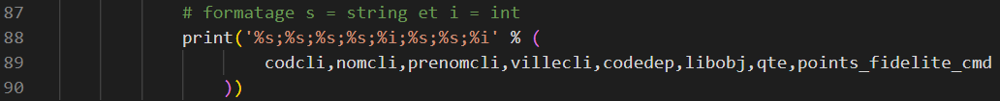 87 # formatage s = string et i = int
88 print('%s;%s;%s;%s;%i;%s;%s;%i' % (
89 codcli,nomcli,prenomcli,villecli,codedep,libobj,qte,points_fidelite_cmd
90 ))